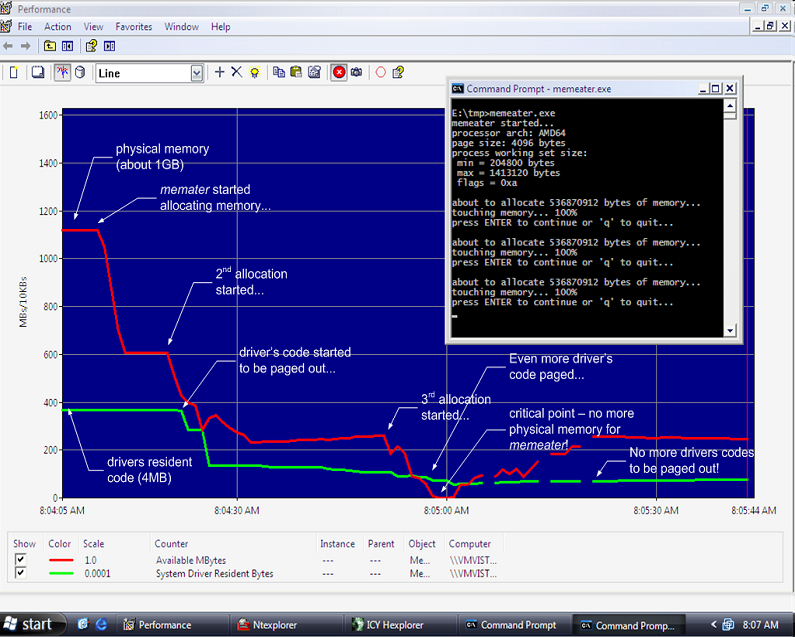 Performance
File Action View Favorites Window Help
Line
1600
1400
1200
1000
800
600
400
200
0
MBs/10KBs
physical memory
(about 1GB)
memater started
allocating memory...
2nd allocation
started...
driver's code started
to be paged out...
drivers resident
code (4MB)
3rd allocation
started...
Even more driver's
code paged...
critical point – no more
physical memory for
memeater!
No more drivers codes
to be paged out!
8:04:05 AM 8:04:30 AM 8:05:00 AM 8:05:30 AM 8:05:44 AM
Command Prompt - memeater.exe
E:\tmp>memeater.exe
memeater started...
processor arch: AMD64
page size: 4096 bytes
process working set size:
min = 204800 bytes
max = 1413120 bytes
flags = 0xa
about to allocate 536870912 bytes of memory...
touching memory... 100%
press ENTER to continue or 'q' to quit...
about to allocate 536870912 bytes of memory...
touching memory... 100%
press ENTER to continue or 'q' to quit...
about to allocate 536870912 bytes of memory...
touching memory... 100%
press ENTER to continue or 'q' to quit...
Show Color Scale Counter Instance Parent Object Computer
1.0 Available MBytes --- --- Me... \\VMVIST...
0.0001 System Driver Resident Bytes --- --- Me... \\VMVIST...
start Performance Ntexplorer ICY Hexplorer Command Prompt Command Promp... 8:07 AM